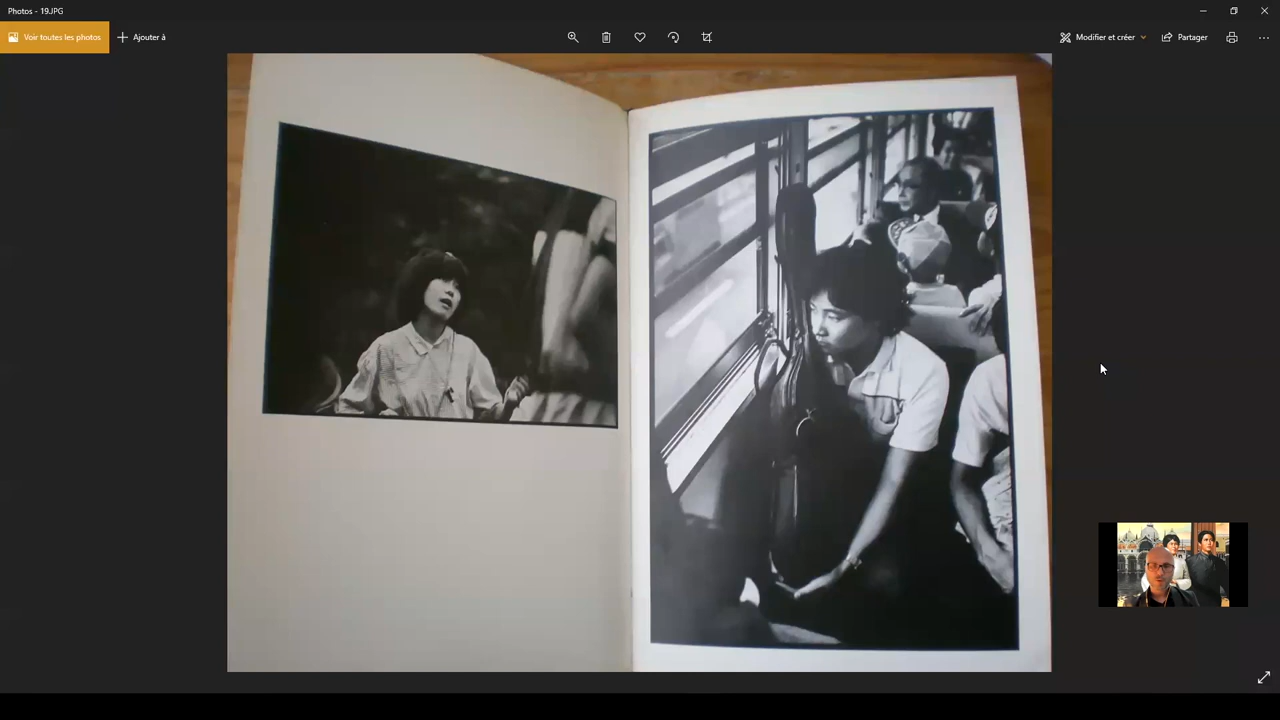 Photos - 19.JPG
Voir toutes les photos
Ajouter à
Modifier et créer
Partager